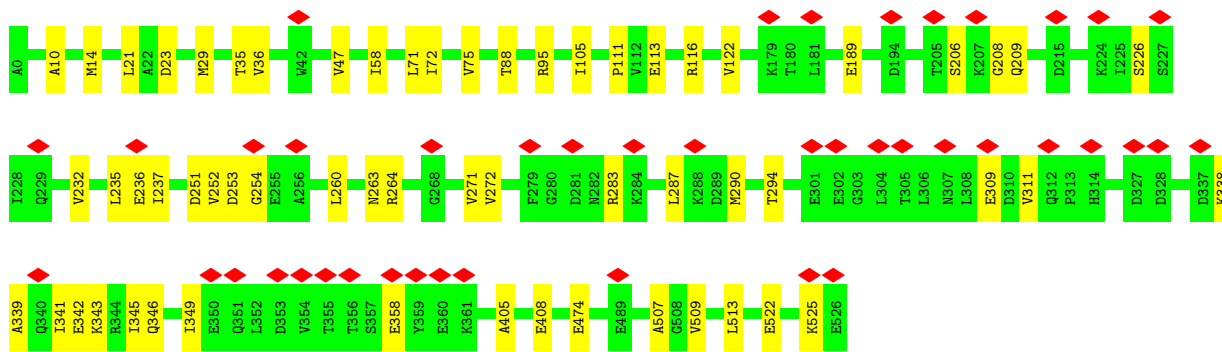 A0 A10 M14 L21 A22 D23 M29 T35 V36 W42 V47 I58 L71 I72 V75 T88 R95 I105 P111 V112 E113 R116 V122 K179 T180 L181 E189 D194 T205 S206 K207 G208 Q209 D215 K224 I225 S226 S227
I228 Q229 V232 L235 E236 I237 D251 V252 D253 G254 E255 A256 L260 N263 R264 G268 V271 V272 F279 G280 D281 N282 R283 K284 L287 K288 D289 M290 T294 E301 E302 G303 L304 T305 L306 N307 L308 E309 D310 V311 Q312 P313 H314 D327 D328 D337 K338
A339 Q340 I341 E342 K343 R344 I345 Q346 I349 E350 Q351 L352 D353 V354 T355 T356 S357 E358 Y359 E360 K361 A405 E408 E474 E489 A507 G508 V509 L513 E522 K525 E526